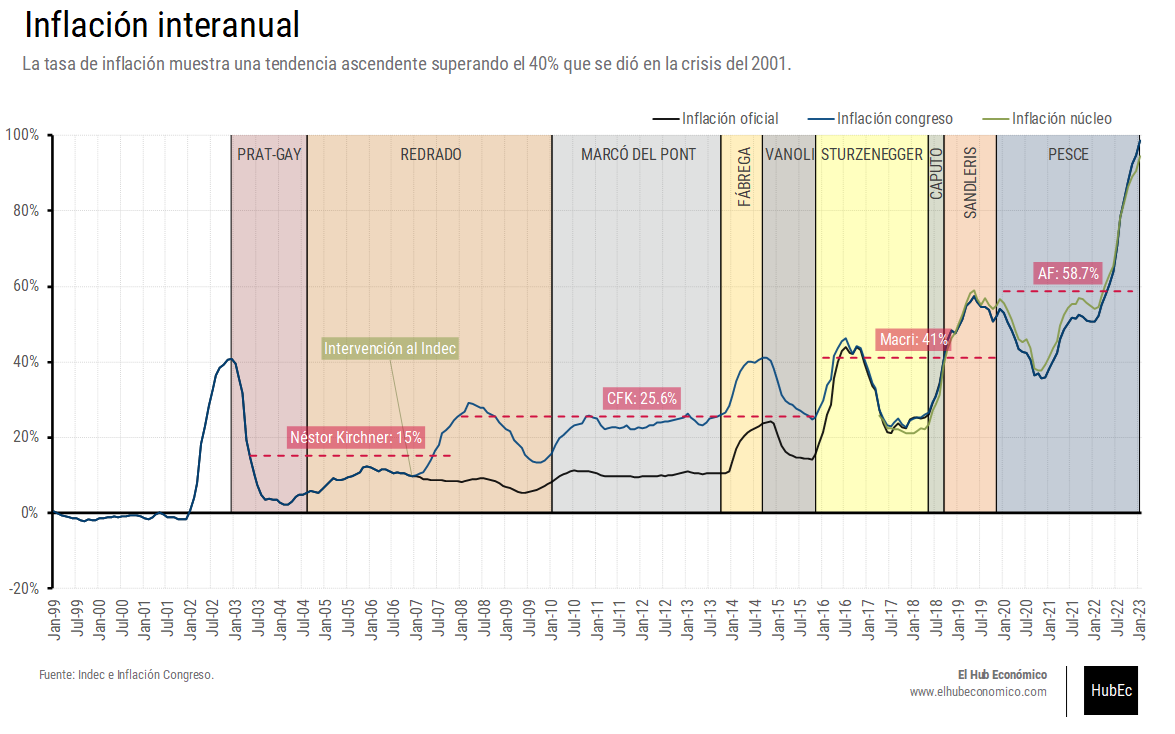 Inflación interanual
La tasa de inflación muestra una tendencia ascendente superando el 40% que se dió en la crisis del 2001.
Inflación oficial
Inflación congreso
Inflación núcleo
100%
80%
60%
40%
20%
0%
-20%
PRAT-GAY
REDRADO
MARCÓ DEL PONT
FÁBREGA
VANOLI
STURZENEGGER
CAPUTO
SANDLERIS
PESCE
AF: 58.7%
Macri: 41%
Intervención al Indec
CFK: 25.6%
Néstor Kirchner: 15%
Jan-99
Jul-99
Jan-00
Jul-00
Jan-01
Jul-01
Jan-02
Jul-02
Jan-03
Jul-03
Jan-04
Jul-04
Jan-05
Jul-05
Jan-06
Jul-06
Jan-07
Jul-07
Jan-08
Jul-08
Jan-09
Jul-09
Jan-10
Jul-10
Jan-11
Jul-11
Jan-12
Jul-12
Jan-13
Jul-13
Jan-14
Jul-14
Jan-15
Jul-15
Jan-16
Jul-16
Jan-17
Jul-17
Jan-18
Jul-18
Jan-19
Jul-19
Jan-20
Jul-20
Jan-21
Jul-21
Jan-22
Jul-22
Jan-23
Fuente: Indec e Inflación Congreso.
El Hub Económico
www.elhubeconomico.com
HubEc